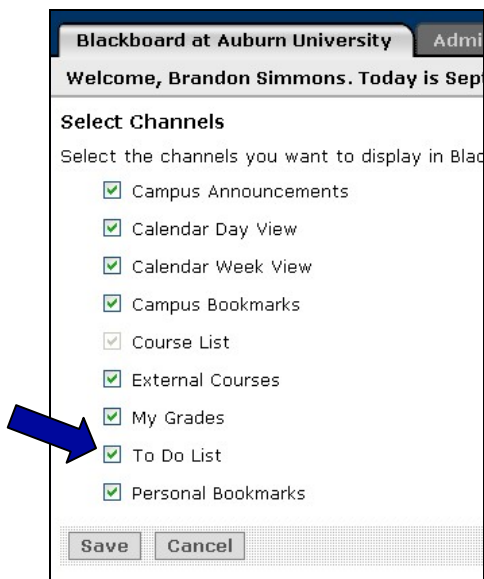 Blackboard at Auburn University Admi
Welcome, Brandon Simmons. Today is Sept
Select Channels
Select the channels you want to display in Blac
Campus Announcements
Calendar Day View
Calendar Week View
Campus Bookmarks
Course List
External Courses
My Grades
To Do List
Personal Bookmarks
Save Cancel